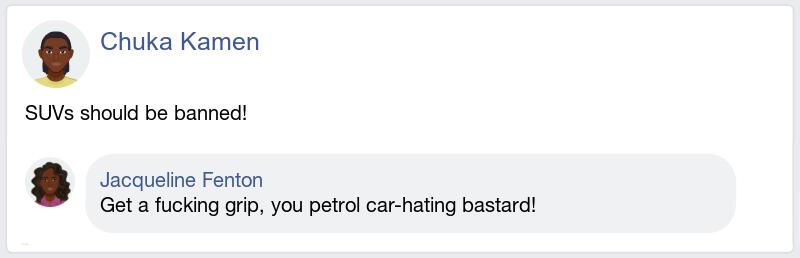 Chuka Kamen
SUVs should be banned!
Jacqueline Fenton
Get a fucking grip, you petrol car-hating bastard!